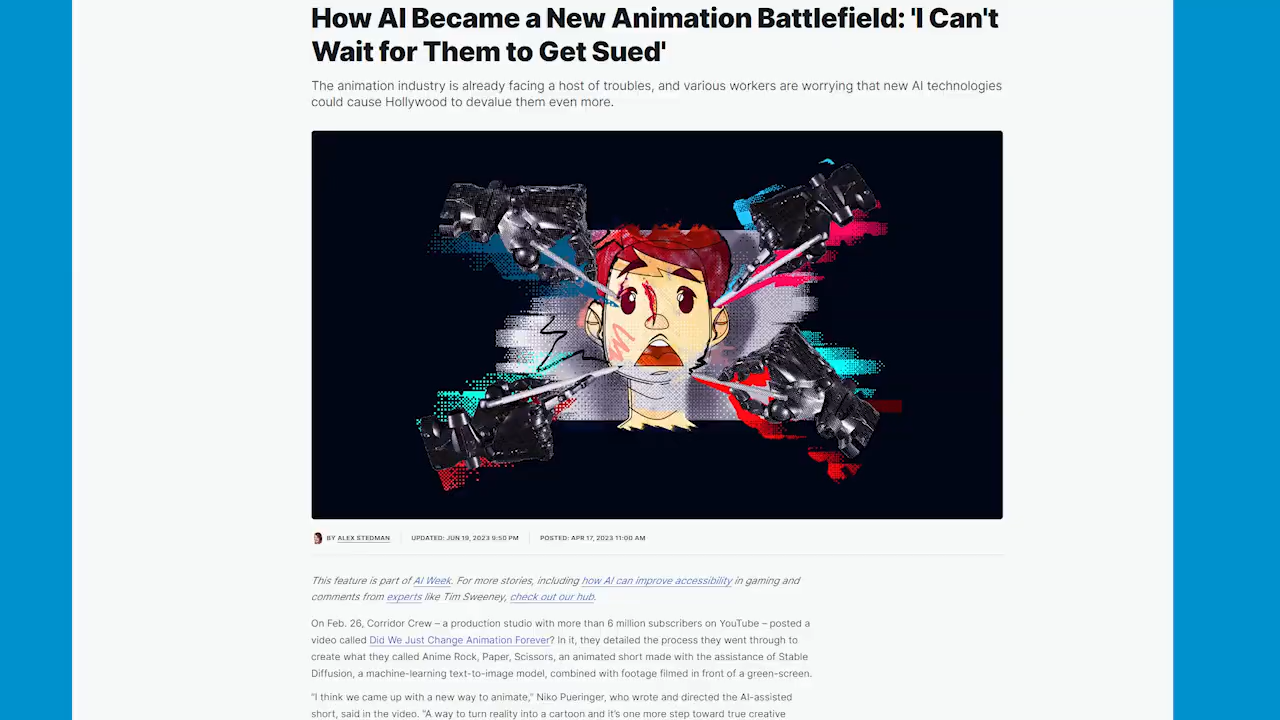 How AI Became a New Animation Battlefield: 'I Can't
Wait for Them to Get Sued'
The animation industry is already facing a host of troubles, and various workers are worrying that new AI technologies
could cause Hollywood to devalue them even more.
BY ALEX STEDMAN UPDATED: JUN 19, 2023 9:50 PM POSTED: APR 17, 2023 11:00 AM
This feature is part of AI Week. For more stories, including how AI can improve accessibility in gaming and
comments from experts like Tim Sweeney, check out our hub.
On Feb. 26, Corridor Crew – a production studio with more than 6 million subscribers on YouTube – posted a
video called Did We Just Change Animation Forever? In it, they detailed the process they went through to
create what they called Anime Rock, Paper, Scissors, an animated short made with the assistance of Stable
Diffusion, a machine-learning text-to-image model, combined with footage filmed in front of a green-screen.
"I think we came up with a new way to animate," Niko Pueringer, who wrote and directed the AI-assisted
short, said in the video. "A way to turn reality into a cartoon and it's one more step toward true creative